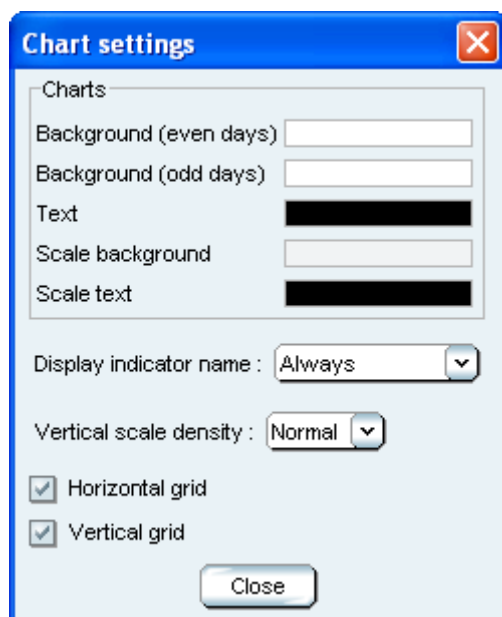 Chart settings
Charts
Background (even days)
Background (odd days)
Text
Scale background
Scale text
Display indicator name : Always
Vertical scale density : Normal
Horizontal grid
Vertical grid
Close